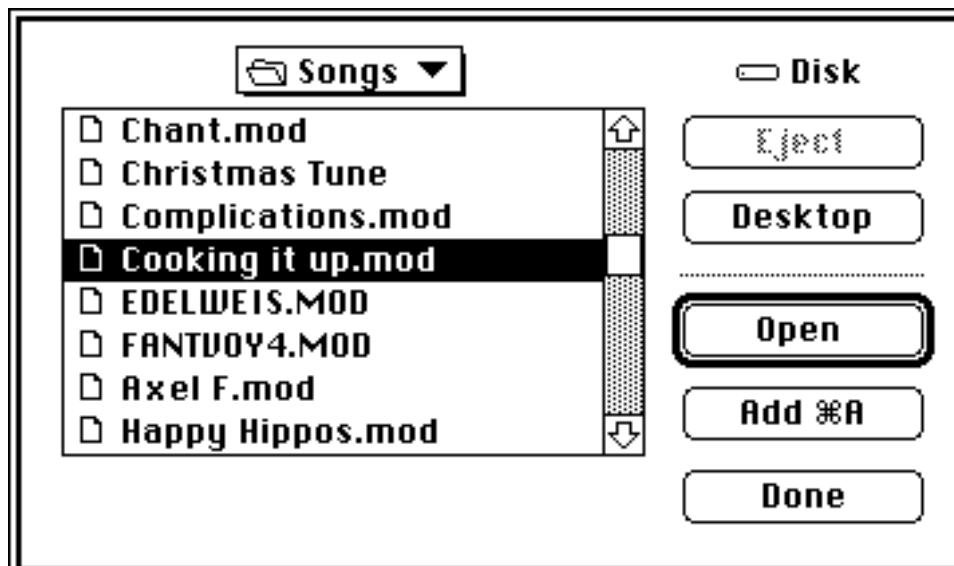 Songs
Disk
Chant.mod
Christmas Tune
Complications.mod
Cooking it up.mod
EDELWEIS.MOD
FANTVOY4.MOD
Axel F.mod
Happy Hippos.mod
Eject
Desktop
Open
Add ⌘A
Done